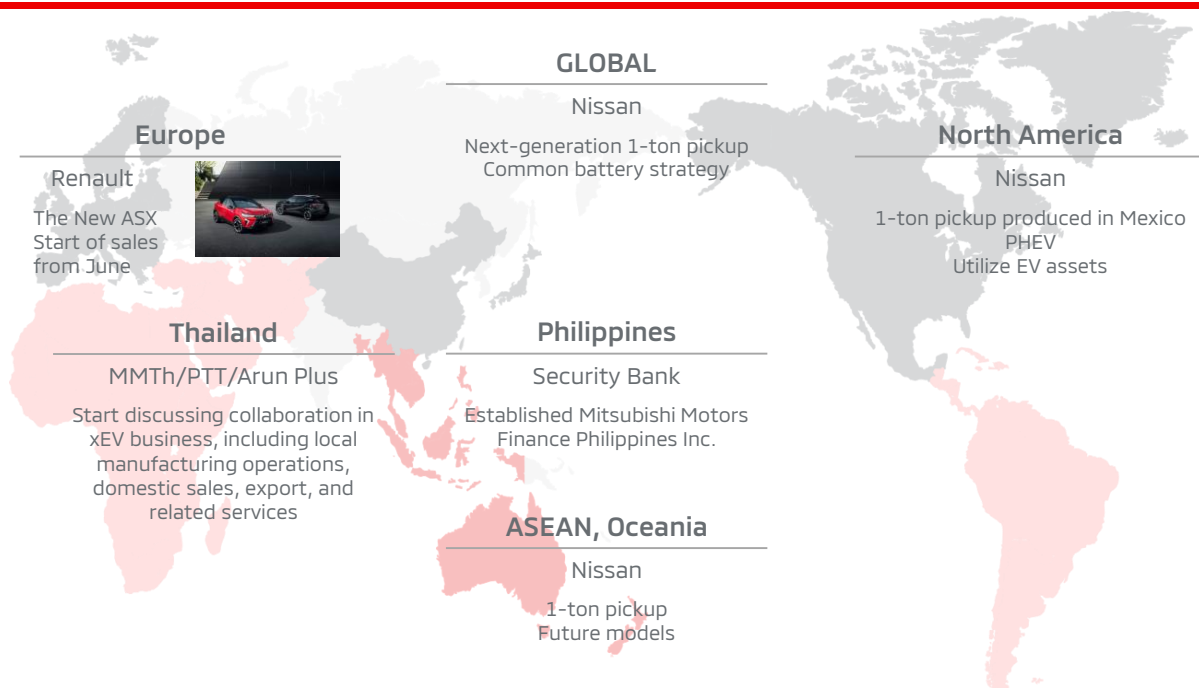 GLOBAL
Nissan
Next-generation 1-ton pickup
Common battery strategy
Europe
Renault
The New ASX
Start of sales
from June
North America
Nissan
1-ton pickup produced in Mexico
PHEV
Utilize EV assets
Thailand
MMTh/PTT/Arun Plus
Start discussing collaboration in
xEV business, including local
manufacturing operations,
domestic sales, export, and
related services
Philippines
Security Bank
Established Mitsubishi Motors
Finance Philippines Inc.
ASEAN, Oceania
Nissan
1-ton pickup
Future models